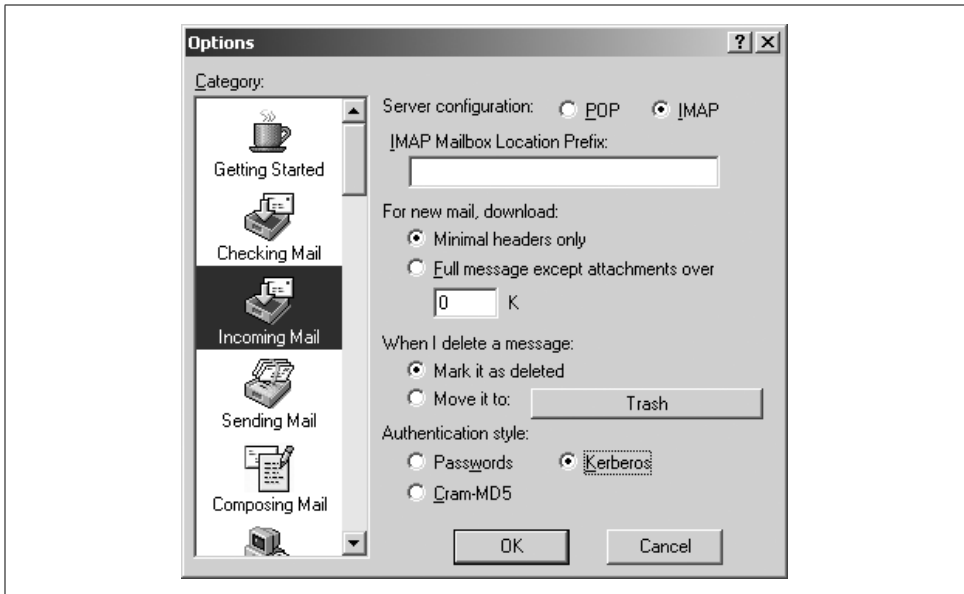 Options
Category:
Getting Started
Checking Mail
Incoming Mail
Sending Mail
Composing Mail
Server configuration: POP IMAP
IMAP Mailbox Location Prefix:
For new mail, download:
Minimal headers only
Full message except attachments over
0 K
When I delete a message:
Mark it as deleted
Move it to: Trash
Authentication style:
Passwords Kerberos
Cram-MD5
OK Cancel